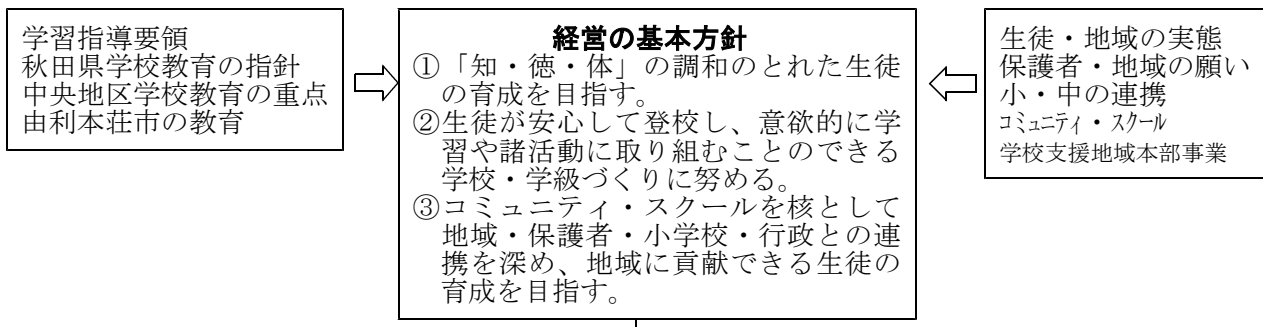 学習指導要領
秋田県学校教育の指針
中央地区学校教育の重点
由利本荘市の教育
経営の基本方針
①「知・徳・体」の調和のとれた生徒
の育成を目指す。
②生徒が安心して登校し、意欲的に学
習や諸活動に取り組むことのできる
学校・学級づくりに努める。
③コミュニティ・スクールを核として
地域・保護者・小学校・行政との連
携を深め、地域に貢献できる生徒の
育成を目指す。
生徒・地域の実態
保護者・地域の願い
小・中の連携
コミュニティ・スクール
学校支援地域本部事業